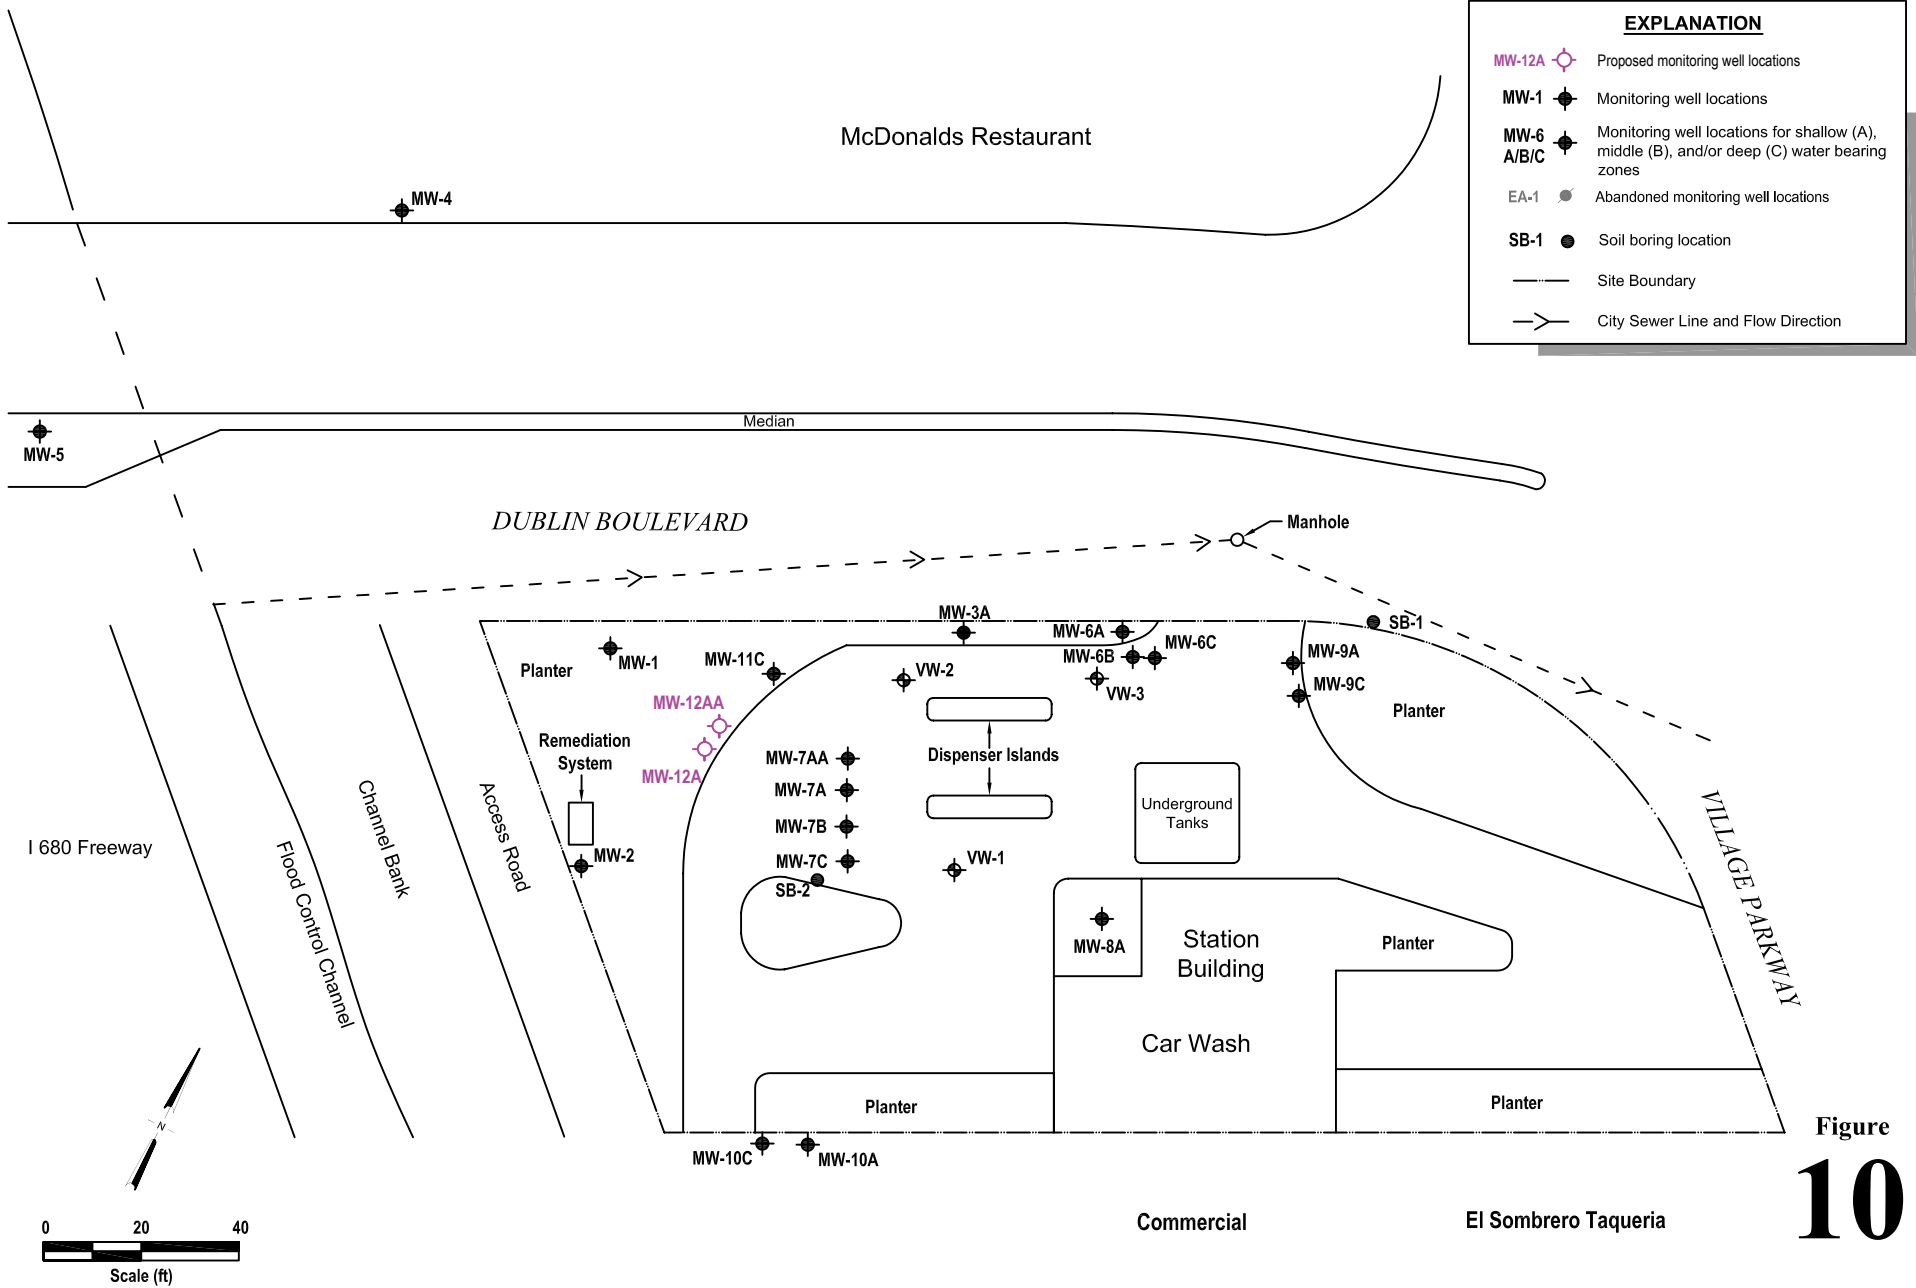 EXPLANATION
MW-12A
Proposed monitoring well locations
MW-1
Monitoring well locations
MW-6
A/B/C
Monitoring well locations for shallow (A),
middle (B), and/or deep (C) water bearing
zones
EA-1
Abandoned monitoring well locations
SB-1
Soil boring location
Site Boundary
City Sewer Line and Flow Direction
McDonalds Restaurant
MW-4
Median
MW-5
DUBLIN BOULEVARD
Manhole
MW-3A
MW-6A
SB-1
MW-1
MW-11C
MW-6B
MW-6C
MW-9A
Planter
VW-2
VW-3
MW-9C
MW-12AA
Planter
Remediation
System
MW-12A
MW-7AA
Dispenser Islands
MW-7A
Underground
Tanks
MW-7B
MW-2
MW-7C
VW-1
SB-2
I 680 Freeway
Flood Control Channel
Channel Bank
Access Road
VILLAGE PARKWAY
MW-8A
Station
Building
Planter
Car Wash
Planter
Planter
MW-10C
MW-10A
N
0 20 40
Scale (ft)
Commercial
El Sombrero Taqueria
Figure
10